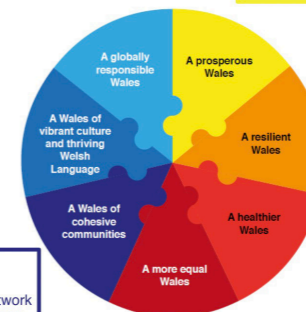 A globally
responsible
Wales
A prosperous
Wales
A resilient
Wales
A healthier
Wales
A more equal
Wales
A Wales of
cohesive
communities
A Wales of
vibrant culture
and thriving
Welsh
Language